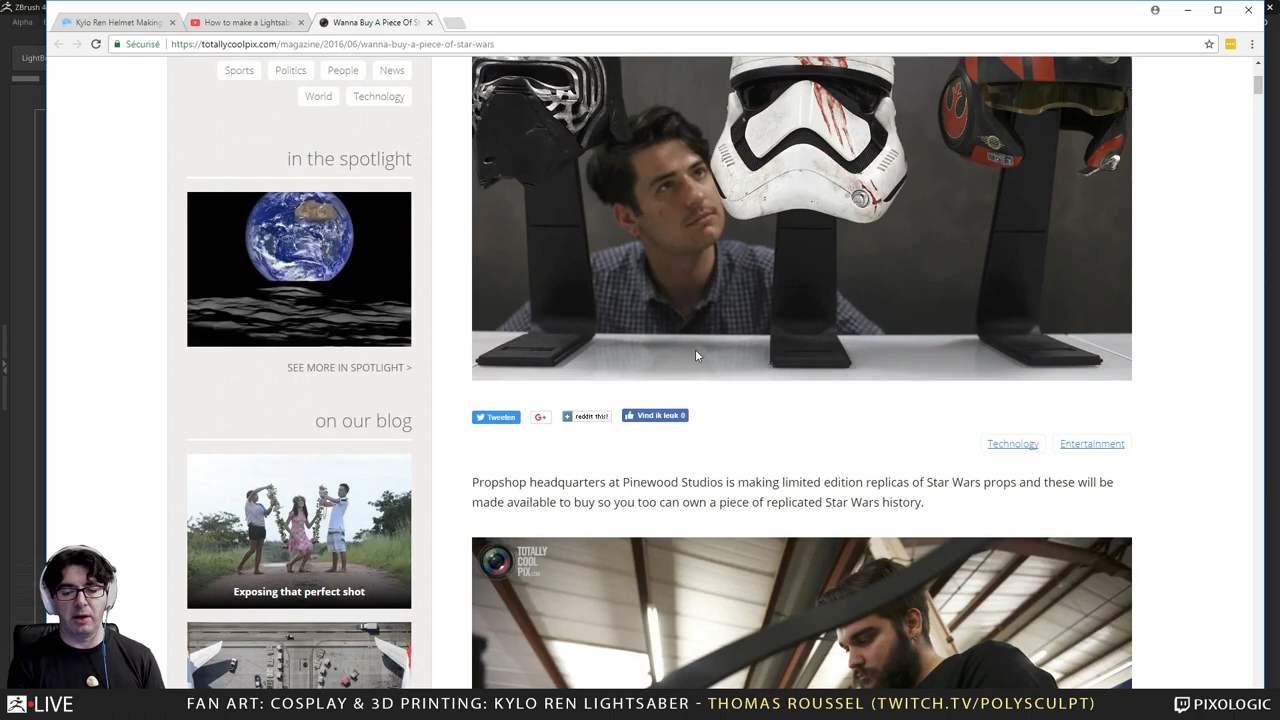 ZBrush 4
Kylo Ren Helmet Making
How to make a Lightsab
Wanna Buy A Piece Of St
Alpha
Sécurisé
https://totallycoolpix.com/magazine/2016/06/wanna-buy-a-piece-of-star-wars
LightB
Sports
Politics
People
News
World
Technology
in the spotlight
SEE MORE IN SPOTLIGHT >
on our blog
Exposing that perfect shot
Tweeten
G+
reddit this!
Vind ik leuk 0
Technology
Entertainment
Propshop headquarters at Pinewood Studios is making limited edition replicas of Star Wars props and these will be
made available to buy so you too can own a piece of replicated Star Wars history.
TOTALLY
COOL
PIX.COM
LIVE
FAN ART: COSPLAY & 3D PRINTING: KYLO REN LIGHTSABER - THOMAS ROUSSEL (TWITCH.TV/POLYSCULPT)
PIXOLOGIC